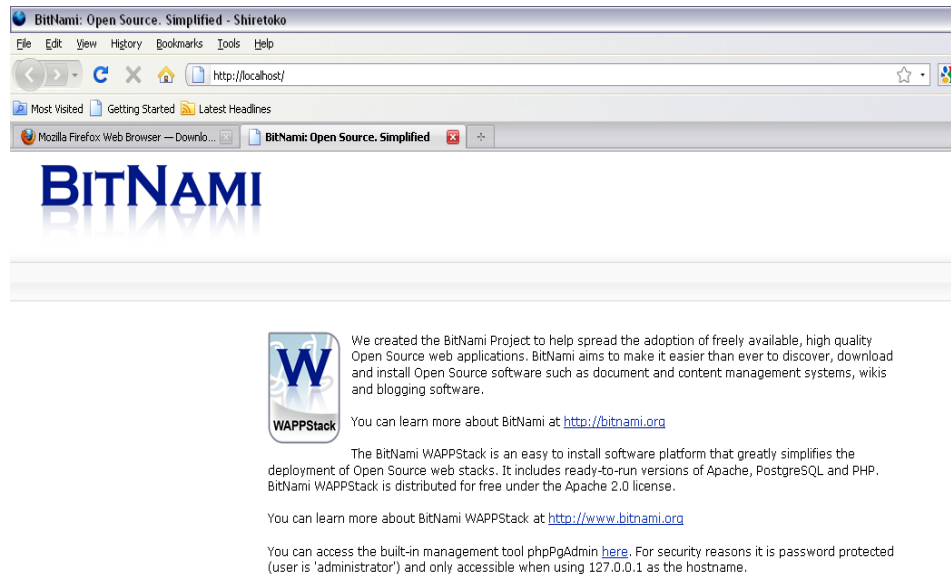 BitNami: Open Source. Simplified - Shiretoko
File Edit View History Bookmarks Tools Help
http://localhost/
Most Visited Getting Started Latest Headlines
Mozilla Firefox Web Browser — Downlo... BitNami: Open Source. Simplified
BITNAMI
We created the BitNami Project to help spread the adoption of freely available, high quality
Open Source web applications. BitNami aims to make it easier than ever to discover, download
and install Open Source software such as document and content management systems, wikis
and blogging software.
W
WAPPStack
You can learn more about BitNami at http://bitnami.org
The BitNami WAPPStack is an easy to install software platform that greatly simplifies the
deployment of Open Source web stacks. It includes ready-to-run versions of Apache, PostgreSQL and PHP.
BitNami WAPPStack is distributed for free under the Apache 2.0 license.
You can learn more about BitNami WAPPStack at http://www.bitnami.org
You can access the built-in management tool phpPgAdmin here. For security reasons it is password protected
(user is 'administrator') and only accessible when using 127.0.0.1 as the hostname.